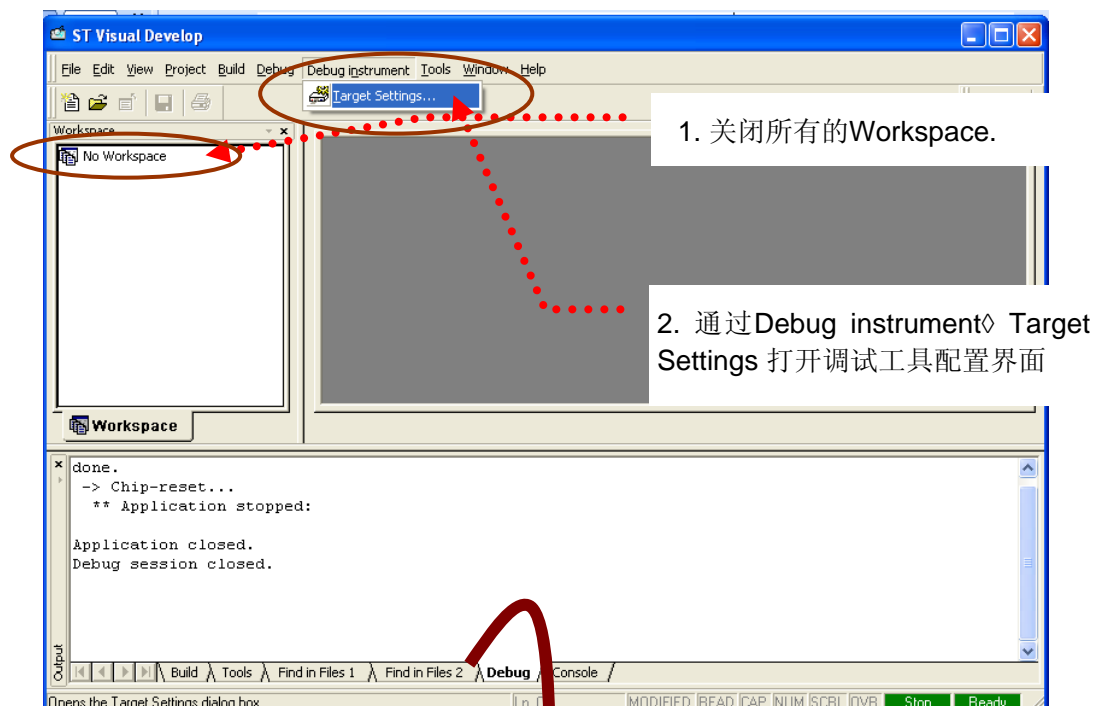 ST Visual Develop
File Edit View Project Build Debug Debug instrument Tools Window Help
Target Settings...
Workspace
No Workspace
1. 关闭所有的Workspace.
2. 通过Debug instrument◊ Target
Settings 打开调试工具配置界面
Workspace
done.
-> Chip-reset...
** Application stopped:
Application closed.
Debug session closed.
Output
Build Tools Find in Files 1 Find in Files 2 Debug Console
Opens the Target Settings dialog box
Ln MODIFIED READ CAP NUM SCRL OVR Stop Ready